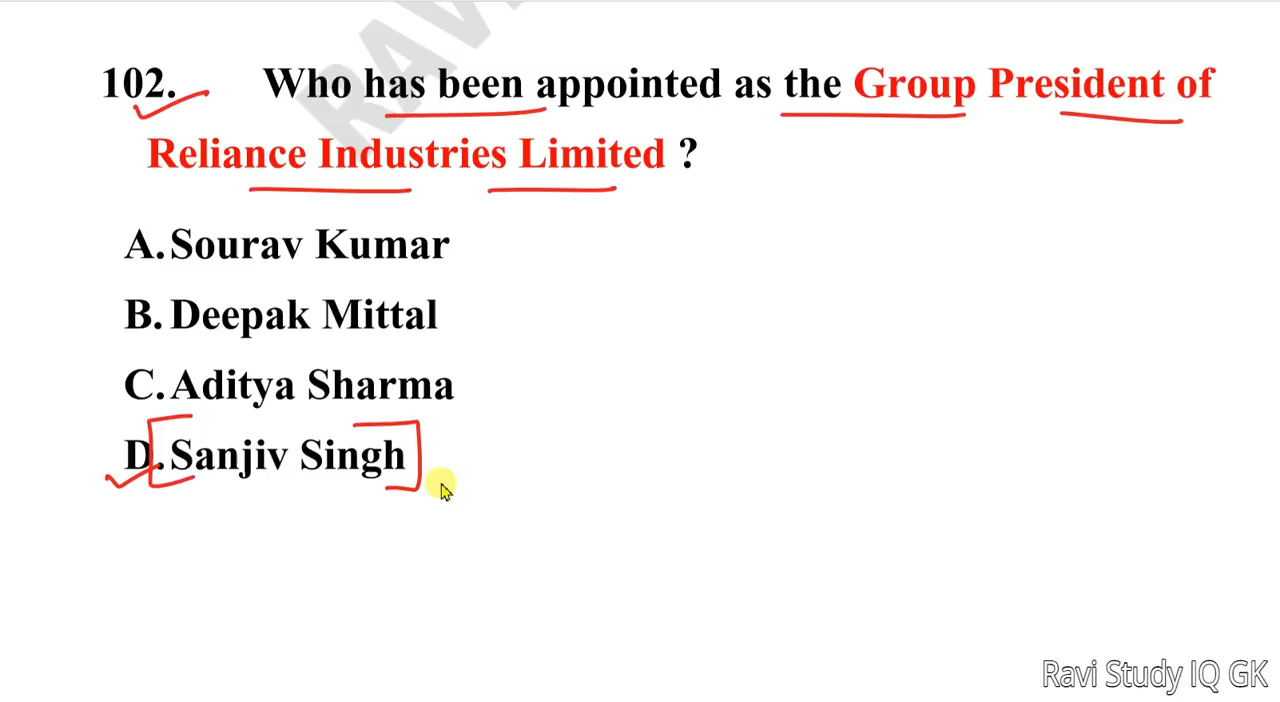 RAVI
102. Who has been appointed as the Group President of
Reliance Industries Limited ?
A. Sourav Kumar
B. Deepak Mittal
C. Aditya Sharma
D. Sanjiv Singh
Ravi Study IQ GK